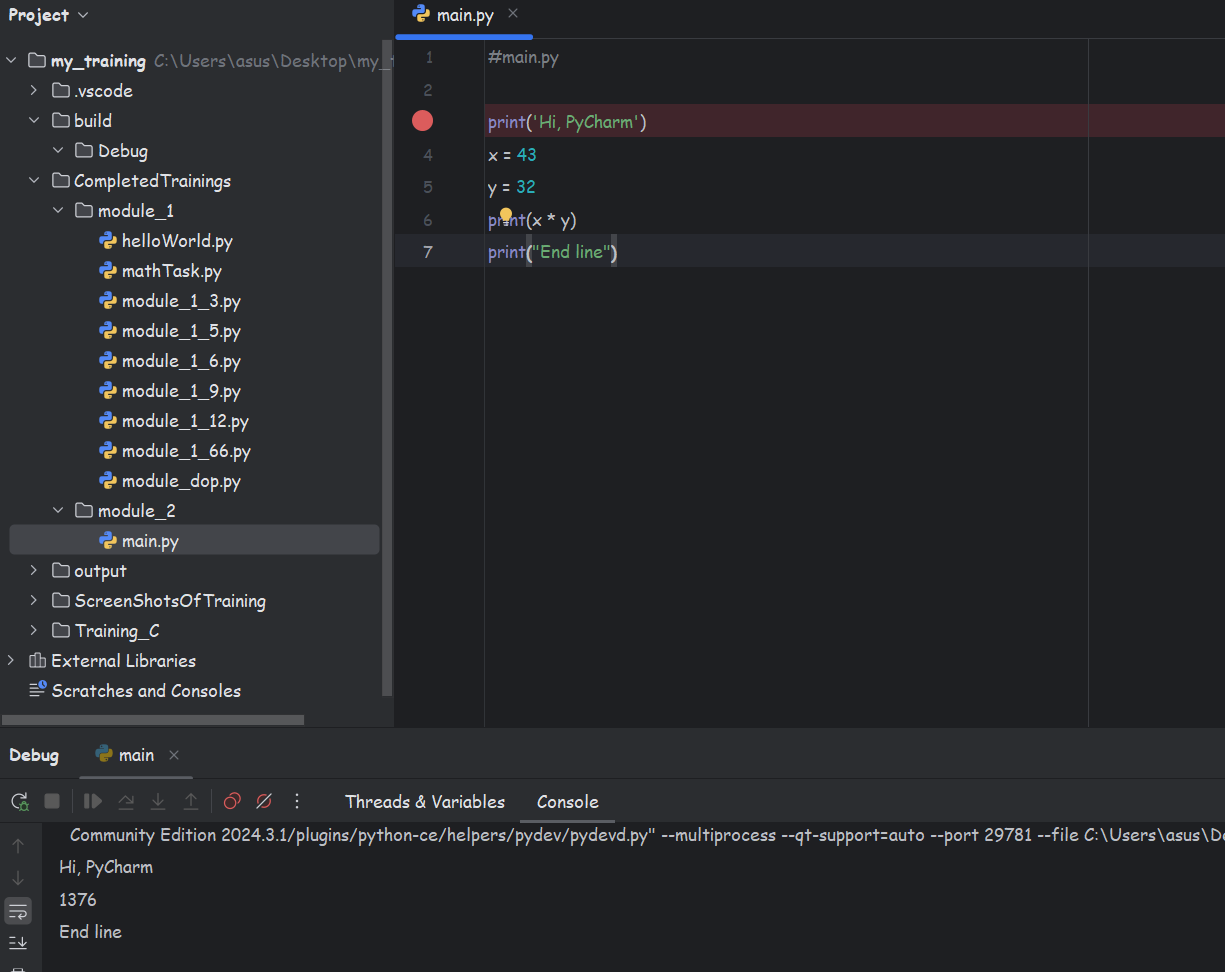 Project
my_training C:\Users\asus\Desktop\my_
.vscode
build
Debug
CompletedTrainings
module_1
helloWorld.py
mathTask.py
module_1_3.py
module_1_5.py
module_1_6.py
module_1_9.py
module_1_12.py
module_1_66.py
module_dop.py
module_2
main.py
output
ScreenShotsOfTraining
Training_C
External Libraries
Scratches and Consoles
main.py
1 #main.py
2
print('Hi, PyCharm')
4 x = 43
5 y = 32
6 print(x * y)
7 print("End line")
Debug main
Threads & Variables Console
Community Edition 2024.3.1/plugins/python-ce/helpers/pydev/pydevd.py" --multiprocess --qt-support=auto --port 29781 --file C:\Users\asus\De
Hi, PyCharm
1376
End line